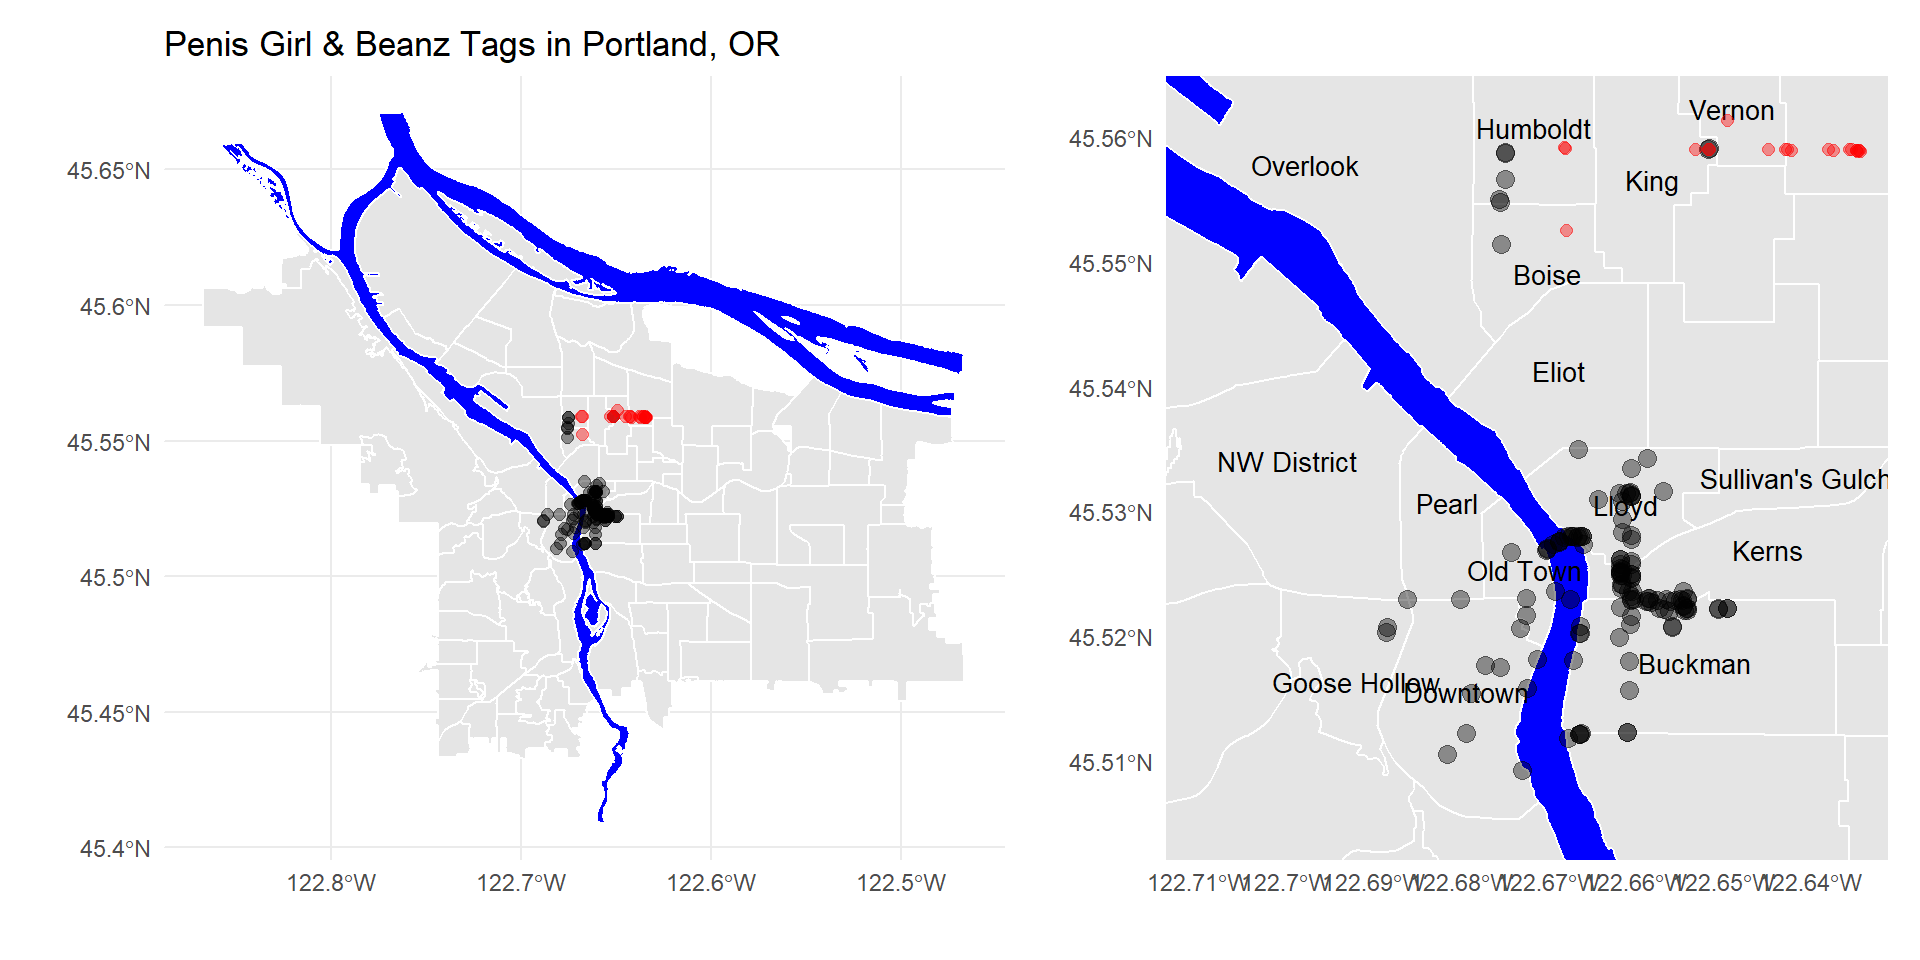 Penis Girl & Beanz Tags in Portland, OR
45.65°N
45.6°N
45.55°N
45.5°N
45.45°N
45.4°N
122.8°W
122.7°W
122.6°W
122.5°W
45.56°N
45.55°N
45.54°N
45.53°N
45.52°N
45.51°N
Vernon
Humboldt
Overlook
King
Boise
Eliot
NW District
Sullivan's Gulch
Pearl
Lloyd
Kerns
Old Town
Buckman
Goose Hollow
Downtown
122.71°W
122.7°W
122.69°W
122.68°W
122.67°W
122.66°W
122.65°W
122.64°W